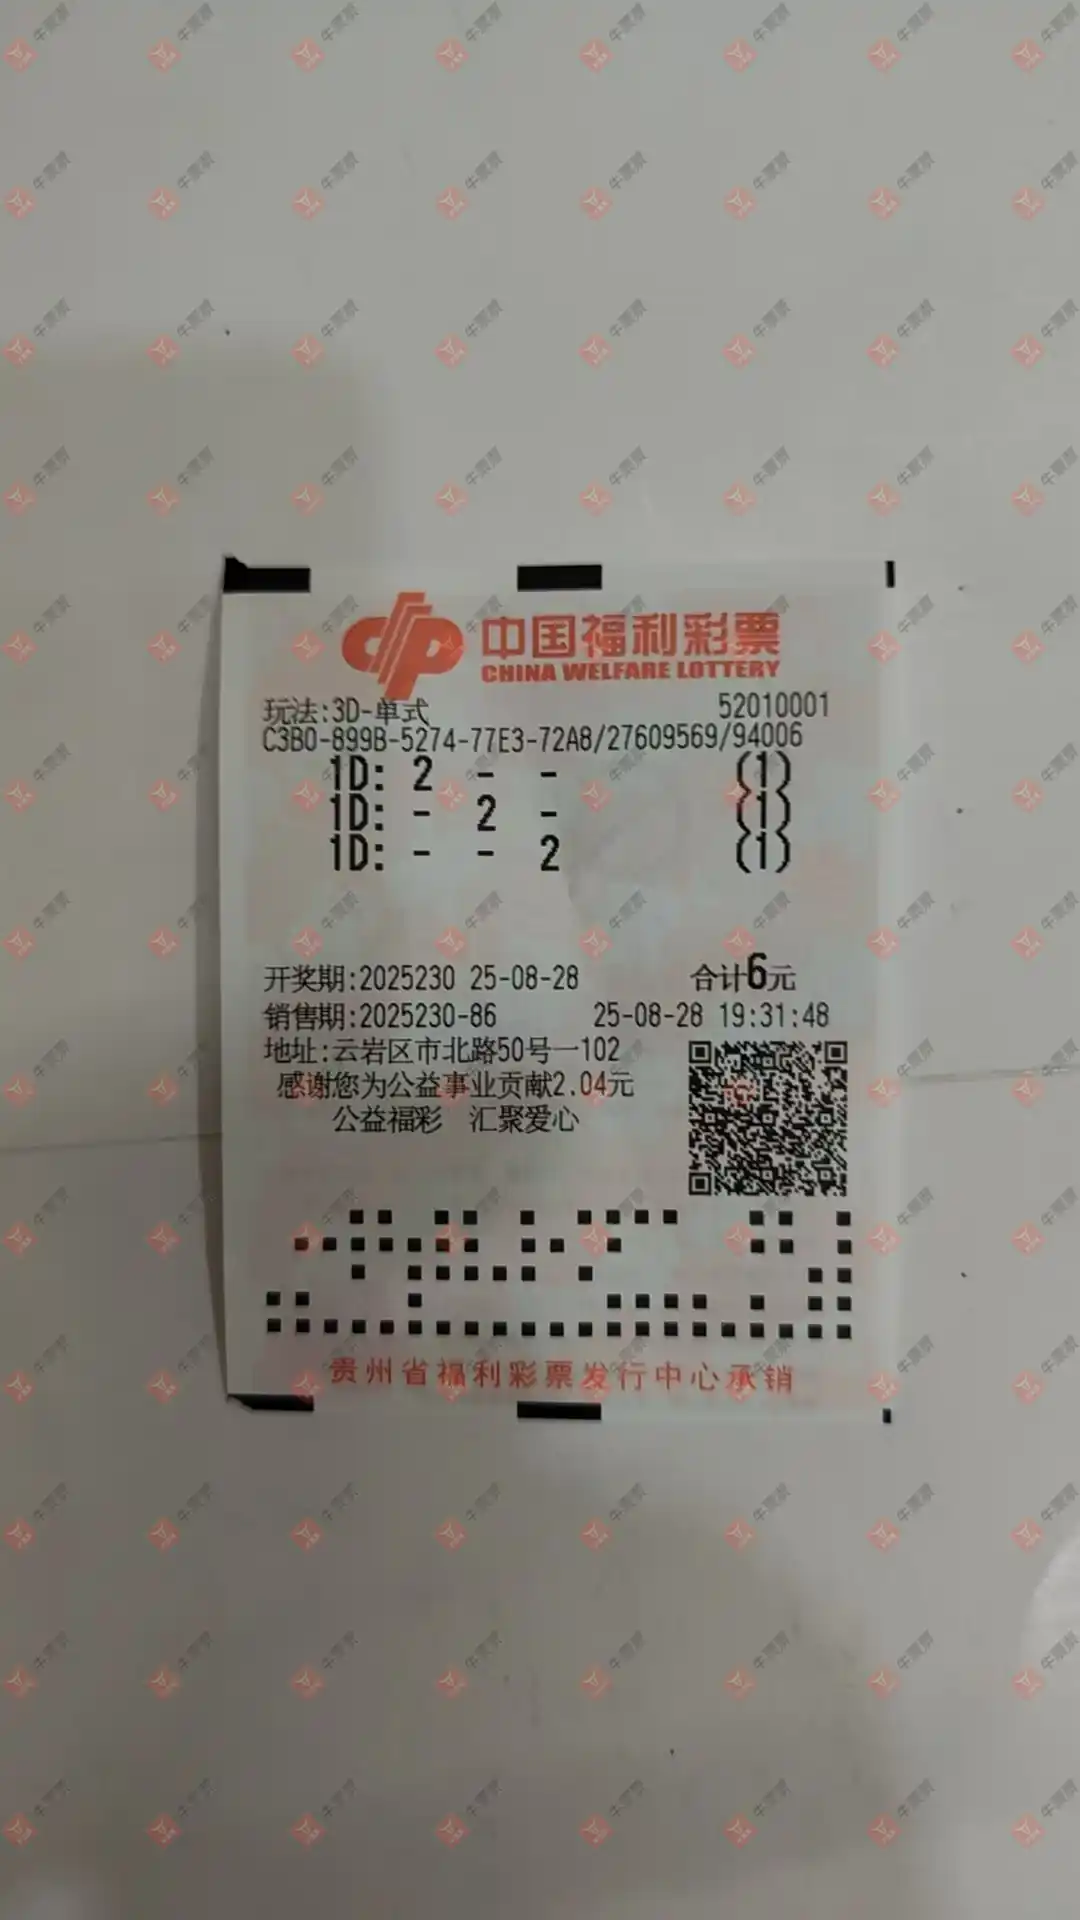 中国福利彩票
CHINA WELFARE LOTTERY
玩法:3D-单式 52010001
C3B0-899B-5274-77E3-72A8/27609569/94006
1D: 2 - - (1)
1D: - 2 - (1)
1D: - - 2 (1)
开奖期:2025230 25-08-28 合计6元
销售期:2025230-86 25-08-28 19:31:48
地址:云岩区市北路50号一102
感谢您为公益事业贡献2.04元
公益福彩 汇聚爱心
贵州省福利彩票发行中心承销